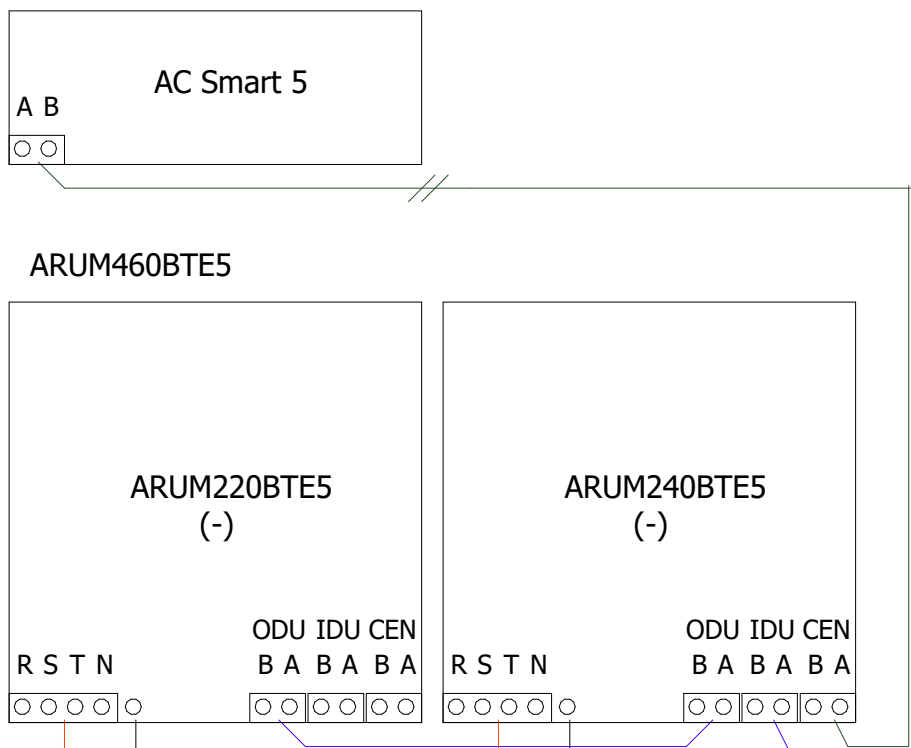 AC Smart 5
A B
ARUM460BTE5
ARUM220BTE5
(-)
ARUM240BTE5
(-)
ODU IDU CEN
R S T N B A B A B A
ODU IDU CEN
R S T N B A B A B A